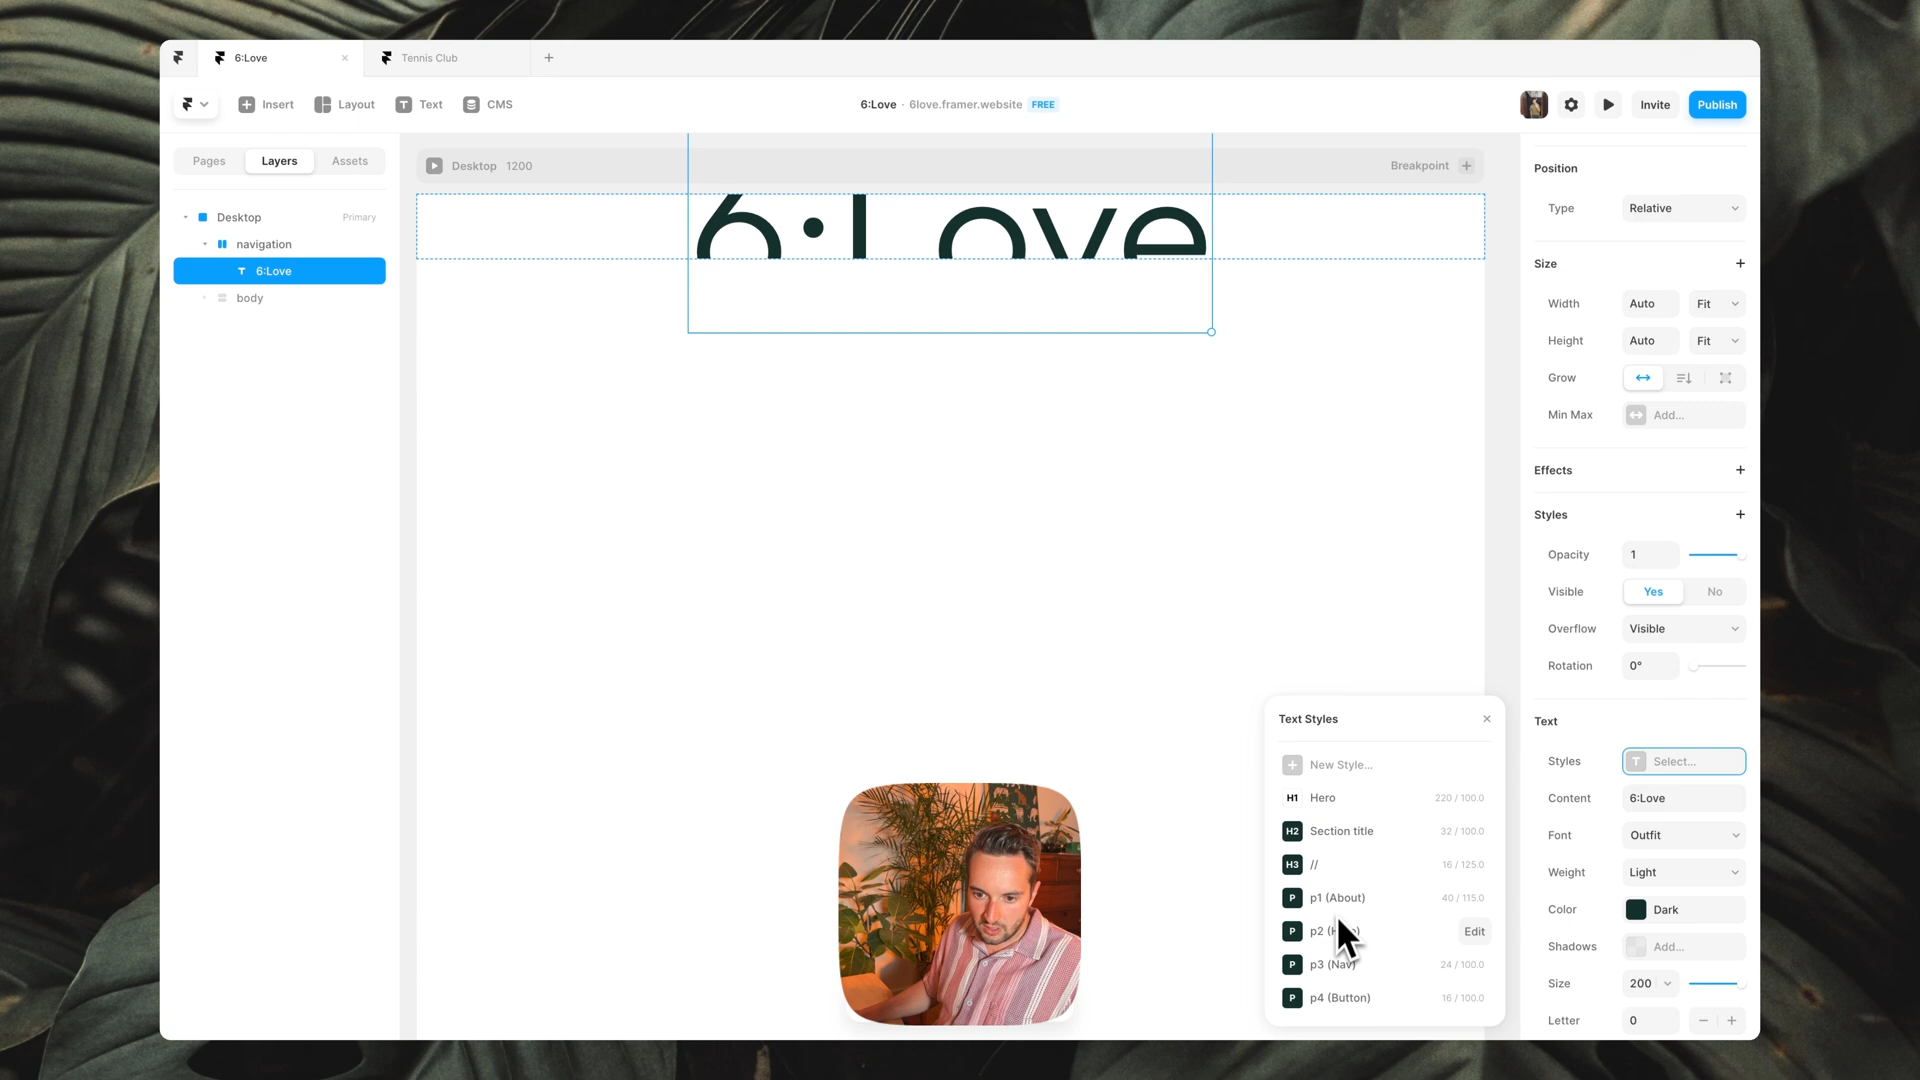 6:Love
Tennis Club
Insert
Layout
Text
CMS
6:Love · 6love.framer.website FREE
Invite
Publish
Pages
Layers
Assets
Desktop Primary
navigation
6:Love
body
Desktop 1200
Breakpoint
6:Love
Position
Type Relative
Size
Width Auto Fit
Height Auto Fit
Grow
Min Max Add...
Effects
Styles
Opacity 1
Visible Yes No
Overflow Visible
Rotation 0°
Text
Styles T Select...
Content 6:Love
Font Outfit
Weight Light
Color Dark
Shadows Add...
Size 200
Letter 0
Text Styles
New Style...
H1 Hero 220 / 100.0
H2 Section title 32 / 100.0
H3 // 16 / 125.0
P p1 (About) 40 / 115.0
P p2 Edit
P p3 (Nav) 24 / 100.0
P p4 (Button) 16 / 100.0